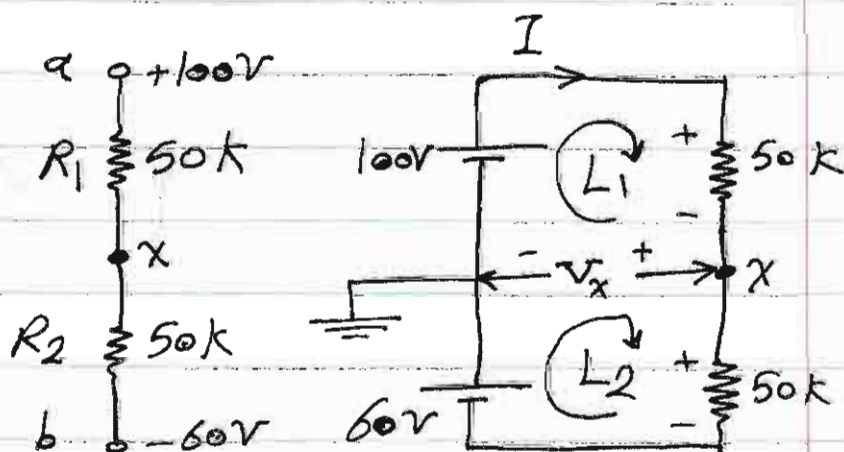 a +100V
R1 50k
x
R2 50k
b -60V
I
100V
L1
+
50k
-
- Vx +
x
60V
L2
+
50k
-